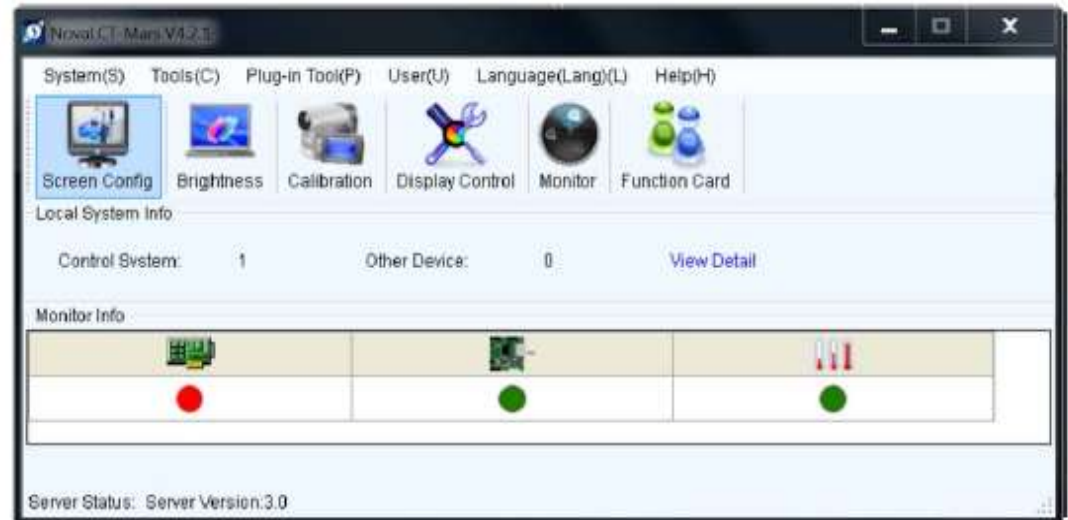 NovaLCT-Mars V4.2.1
System(S) Tools(C) Plug-in Tool(P) User(U) Language(Lang)(L) Help(H)
Screen Config Brightness Calibration Display Control Monitor Function Card
Local System Info
Control System: 1 Other Device: 0 View Detail
Monitor Info
Server Status: Server Version:3.0